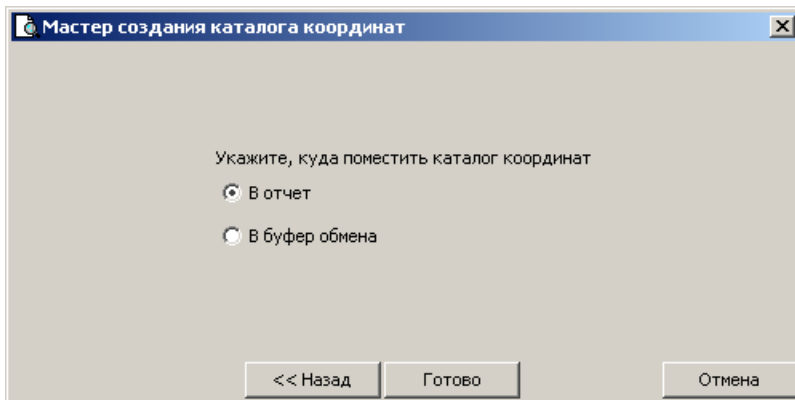 Мастер создания каталога координат
Укажите, куда поместить каталог координат
В отчет
В буфер обмена
<< Назад
Готово
Отмена